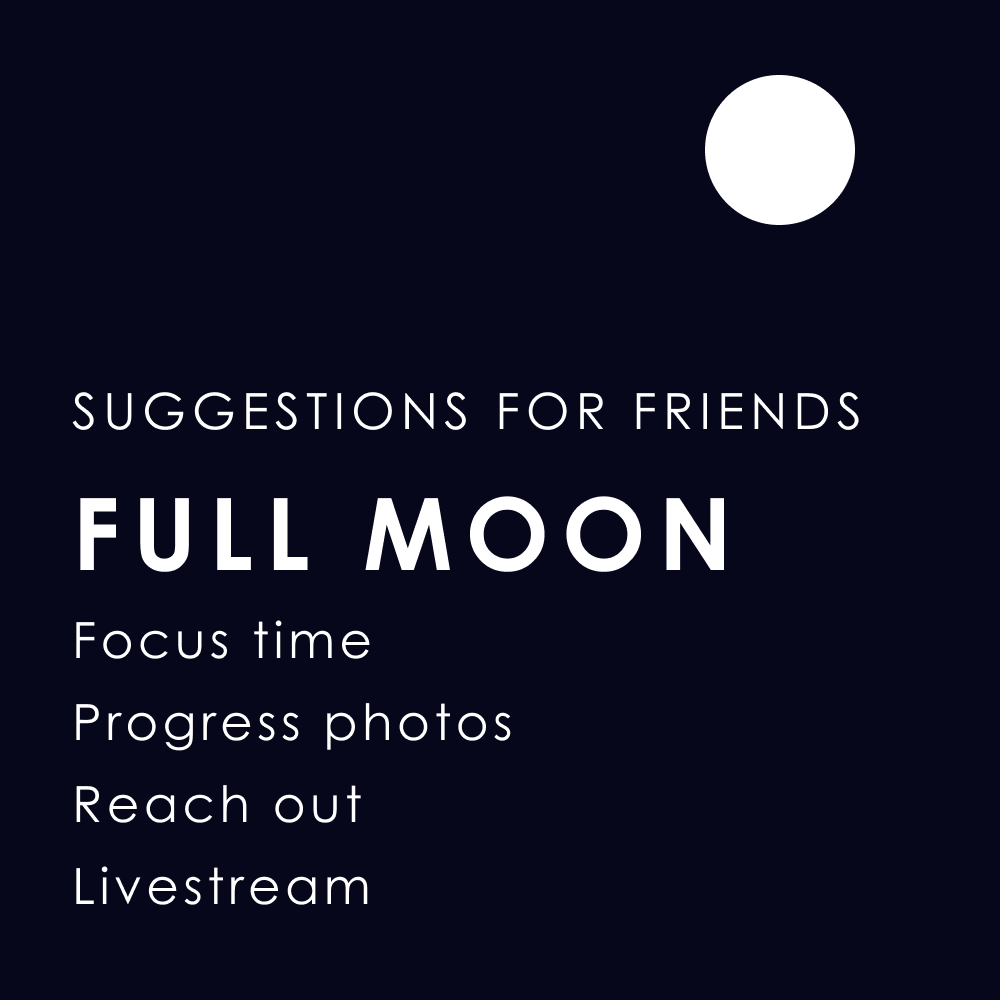 SUGGESTIONS FOR FRIENDS
FULL MOON
Focus time
Progress photos
Reach out
Livestream